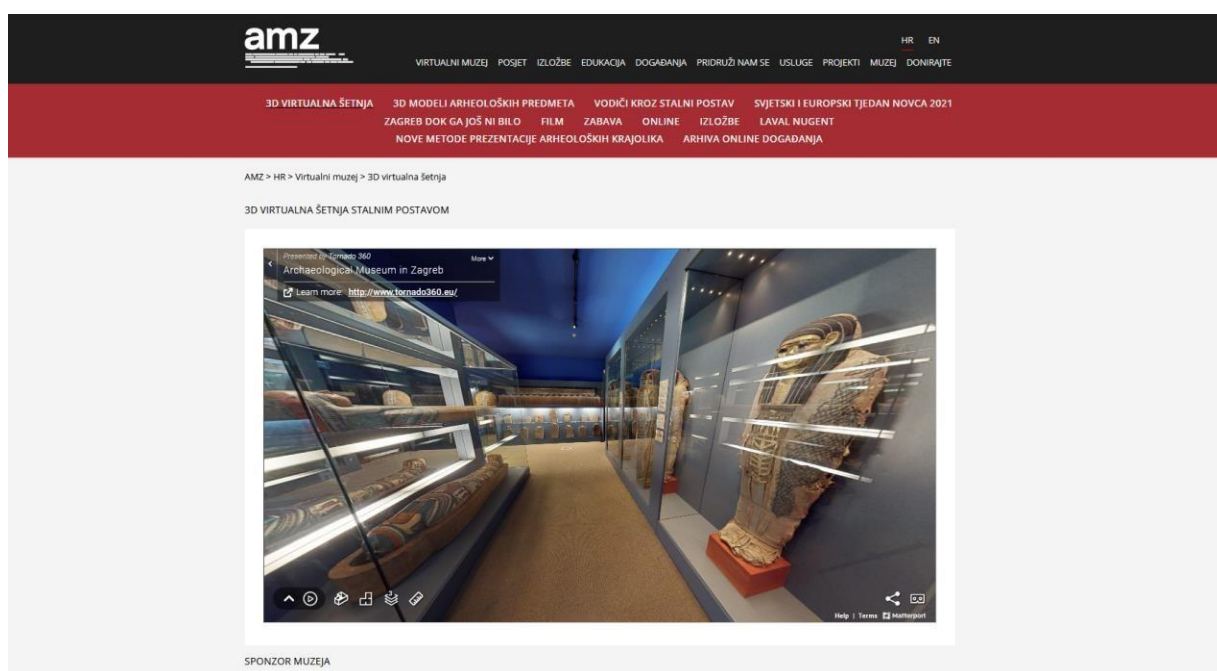 amz
HR EN
VIRTUALNI MUZEJ POSJET IZLOŽBE EDUKACIJA DOGAĐANJA PRIDRUŽI NAM SE USLUGE PROJEKTI MUZEJ DONIRAJTE
3D VIRTUALNA ŠETNJA 3D MODELI ARHEOLOŠKIH PREDMETA VODIČI KROZ STALNI POSTAV SVJETSKI I EUROPSKI TJEDAN NOVCA 2021
ZAGREB DOK GA JOŠ NI BILO FILM ZABAVA ONLINE IZLOŽBE LAVAL NUGENT
NOVE METODE PREZENTACIJE ARHEOLOŠKIH KRAJOLIKA ARHIVA ONLINE DOGAĐANJA
AMZ > HR > Virtualni muzej > 3D virtualna šetnja
3D VIRTUALNA ŠETNJA STALNIM POSTAVOM
Presented by Tornado 360 More
Archaeological Museum in Zagreb
Learn more: http://www.tornado360.eu/
Help | Terms Matterport
SPONZOR MUZEJA